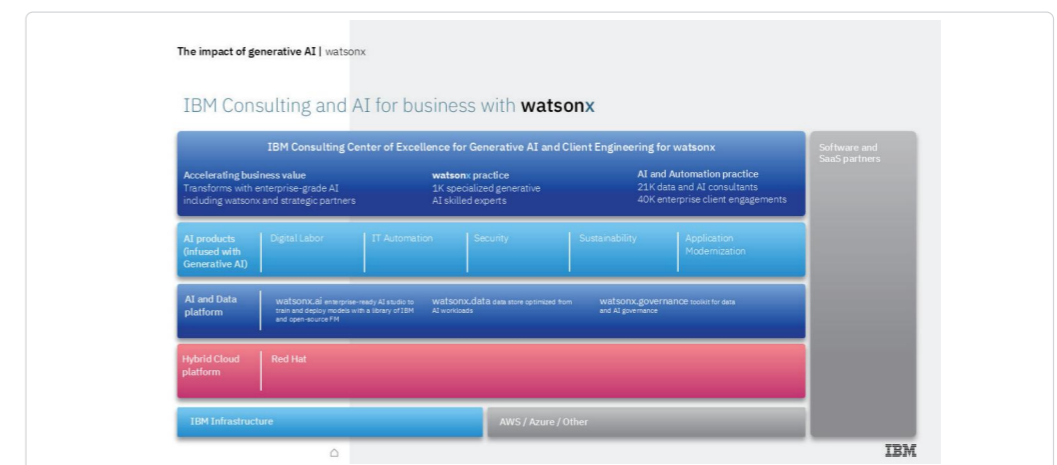 The impact of generative AI | watsonx
IBM Consulting and AI for business with watsonx
IBM Consulting Center of Excellence for Generative AI and Client Engineering for watsonx
Accelerating business value
Transforms with enterprise-grade AI
including watsonx and strategic partners
watsonx practice
1K specialized generative
AI skilled experts
AI and Automation practice
21K data and AI consultants
40K enterprise client engagements
Software and
SaaS partners
AI products
(infused with
Generative AI)
Digital Labor
IT Automation
Security
Sustainability
Application
Modernization
AI and Data
platform
watsonx.ai enterprise-ready AI studio to
train and deploy models with a library of IBM
and open-source FM
watsonx.data data store optimized from
AI workloads
watsonx.governance toolkit for data
and AI governance
Hybrid Cloud
platform
Red Hat
IBM Infrastructure
AWS / Azure / Other
IBM